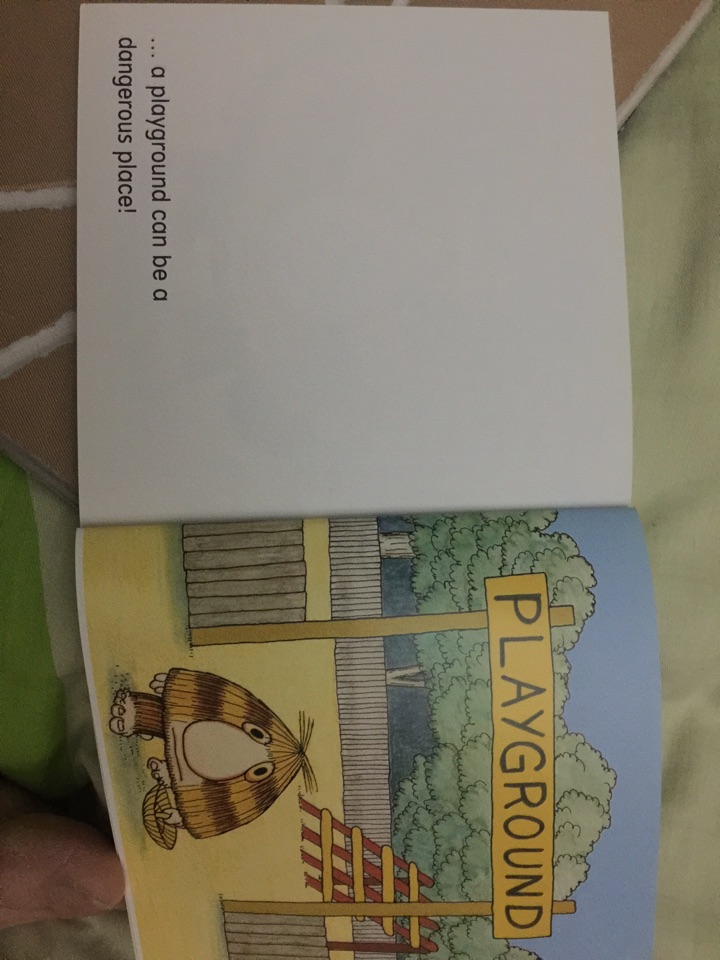 ... a playground can be a
dangerous place!
PLAYGROUND